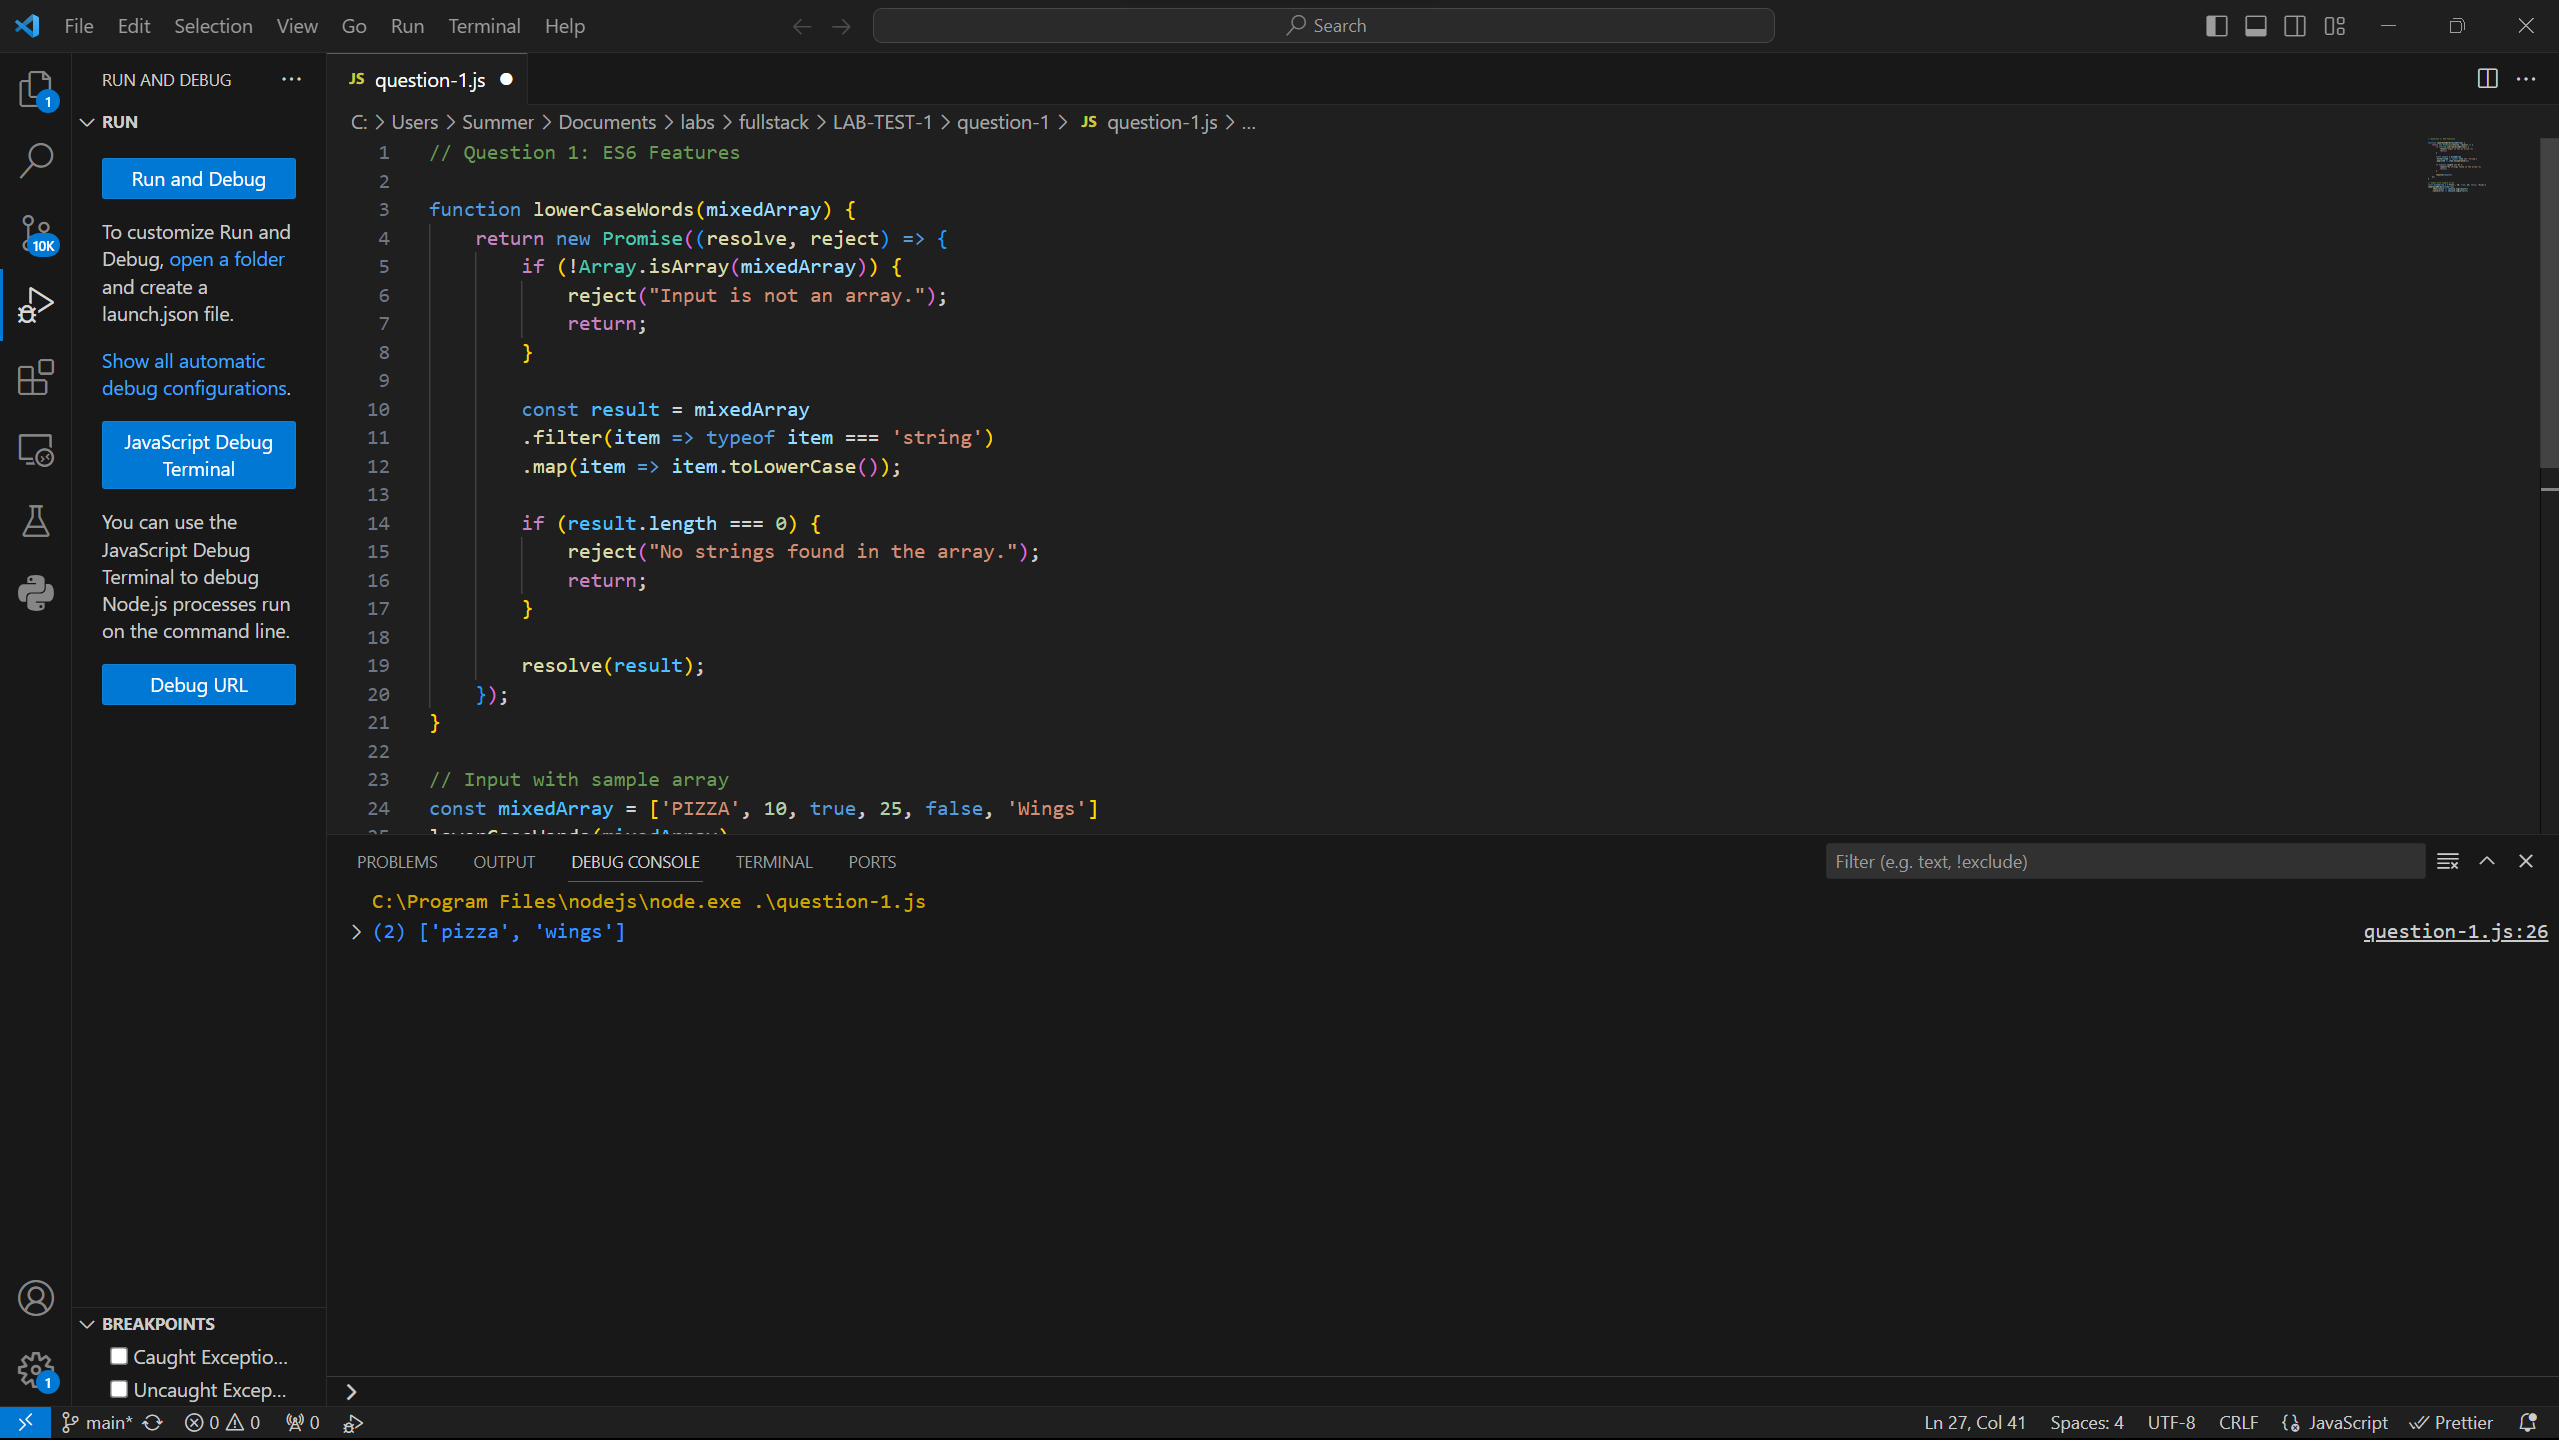 File Edit Selection View Go Run Terminal Help
Search
RUN AND DEBUG
RUN
Run and Debug
To customize Run and
Debug, open a folder
and create a
launch.json file.
Show all automatic
debug configurations.
JavaScript Debug
Terminal
You can use the
JavaScript Debug
Terminal to debug
Node.js processes run
on the command line.
Debug URL
BREAKPOINTS
Caught Exceptio...
Uncaught Excep...
1
10K
1
JS question-1.js
C: > Users > Summer > Documents > labs > fullstack > LAB-TEST-1 > question-1 > JS question-1.js > ...
1 // Question 1: ES6 Features
2
3 function lowerCaseWords(mixedArray) {
4 return new Promise((resolve, reject) => {
5 if (!Array.isArray(mixedArray)) {
6 reject("Input is not an array.");
7 return;
8 }
9
10 const result = mixedArray
11 .filter(item => typeof item === 'string')
12 .map(item => item.toLowerCase());
13
14 if (result.length === 0) {
15 reject("No strings found in the array.");
16 return;
17 }
18
19 resolve(result);
20 });
21 }
22
23 // Input with sample array
24 const mixedArray = ['PIZZA', 10, true, 25, false, 'Wings']
25 lowerCaseWords(mixedArray)
PROBLEMS OUTPUT DEBUG CONSOLE TERMINAL PORTS
Filter (e.g. text, !exclude)
C:\Program Files\nodejs\node.exe .\question-1.js
> (2) ['pizza', 'wings'] question-1.js:26
>
main* 0 0 0
Ln 27, Col 41 Spaces: 4 UTF-8 CRLF JavaScript Prettier